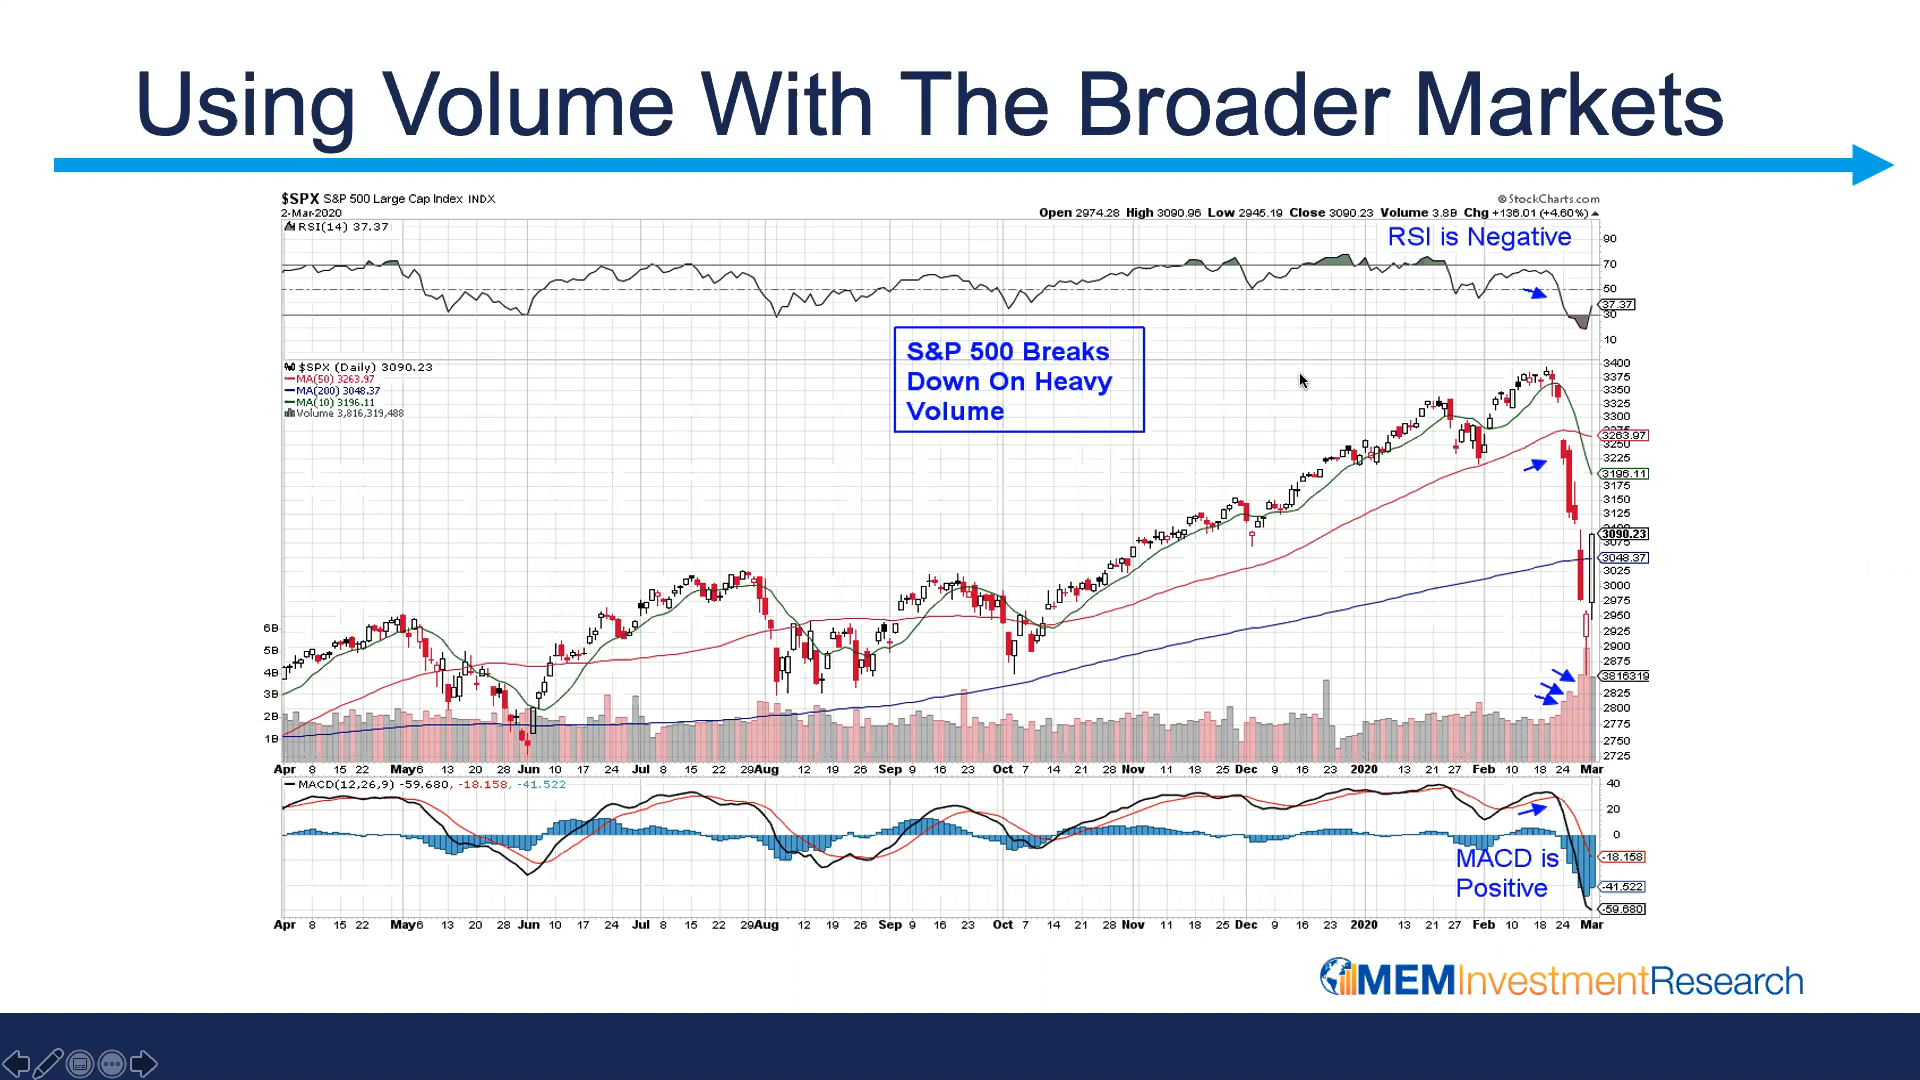 Using Volume With The Broader Markets
$SPX S&P 500 Large Cap Index INDX
© StockCharts.com
2-Mar-2020
Open 2974.28 High 3090.96 Low 2945.19 Close 3090.23 Volume 3.8B Chg +136.01 (+4.60%)
RSI(14) 37.37
RSI is Negative
90
70
50
37.37
30
10
S&P 500 Breaks
Down On Heavy
Volume
$SPX (Daily) 3090.23
MA(50) 3263.97
MA(200) 3048.37
MA(10) 3196.11
Volume 3,816,319,488
3400
3375
3350
3325
3300
3263.97
3250
3225
3196.11
3175
3150
3125
3090.23
3075
3048.37
3025
3000
2975
2950
2925
2900
2875
3816319
2825
2800
2775
2750
2725
6B
5B
4B
3B
2B
1B
Apr 8 15 22 May 6 13 20 28 Jun 10 17 24 Jul 8 15 22 29 Aug 12 19 26 Sep 9 16 23 Oct 7 14 21 28 Nov 11 18 25 Dec 9 16 23 2020 13 21 27 Feb 10 18 24 Mar
MACD(12,26,9) -59.680, -18.158, -41.522
40
20
0
-18.158
-41.522
-59.680
MACD is
Positive
Apr 8 15 22 May 6 13 20 28 Jun 10 17 24 Jul 8 15 22 29 Aug 12 19 26 Sep 9 16 23 Oct 7 14 21 28 Nov 11 18 25 Dec 9 16 23 2020 13 21 27 Feb 10 18 24 Mar
MEMInvestmentResearch